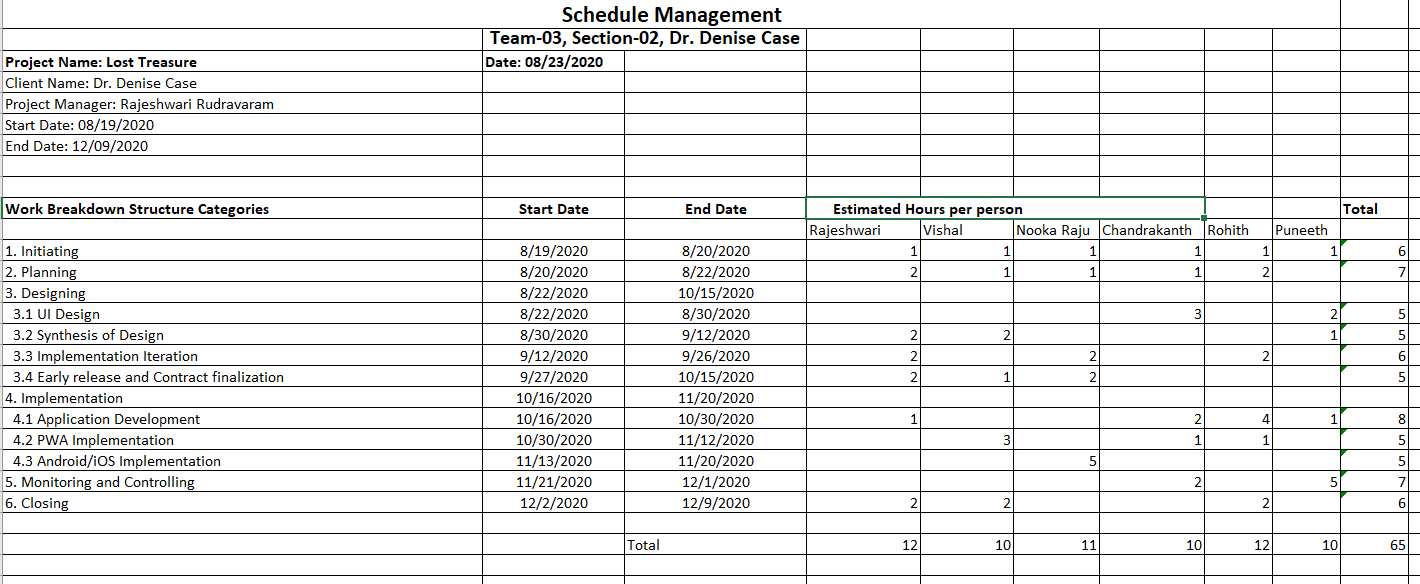 Schedule Management
Team-03, Section-02, Dr. Denise Case
Project Name: Lost Treasure Date: 08/23/2020
Client Name: Dr. Denise Case
Project Manager: Rajeshwari Rudravaram
Start Date: 08/19/2020
End Date: 12/09/2020
Work Breakdown Structure Categories Start Date End Date Estimated Hours per person Total
Rajeshwari Vishal Nooka Raju Chandrakanth Rohith Puneeth
1. Initiating 8/19/2020 8/20/2020 1 1 1 1 1 1 6
2. Planning 8/20/2020 8/22/2020 2 1 1 1 2 7
3. Designing 8/22/2020 10/15/2020
3.1 UI Design 8/22/2020 8/30/2020 3 2 5
3.2 Synthesis of Design 8/30/2020 9/12/2020 2 2 1 5
3.3 Implementation Iteration 9/12/2020 9/26/2020 2 2 2 6
3.4 Early release and Contract finalization 9/27/2020 10/15/2020 2 1 2 5
4. Implementation 10/16/2020 11/20/2020
4.1 Application Development 10/16/2020 10/30/2020 1 2 4 1 8
4.2 PWA Implementation 10/30/2020 11/12/2020 3 1 1 5
4.3 Android/iOS Implementation 11/13/2020 11/20/2020 5 5
5. Monitoring and Controlling 11/21/2020 12/1/2020 2 5 7
6. Closing 12/2/2020 12/9/2020 2 2 2 6
Total 12 10 11 10 12 10 65